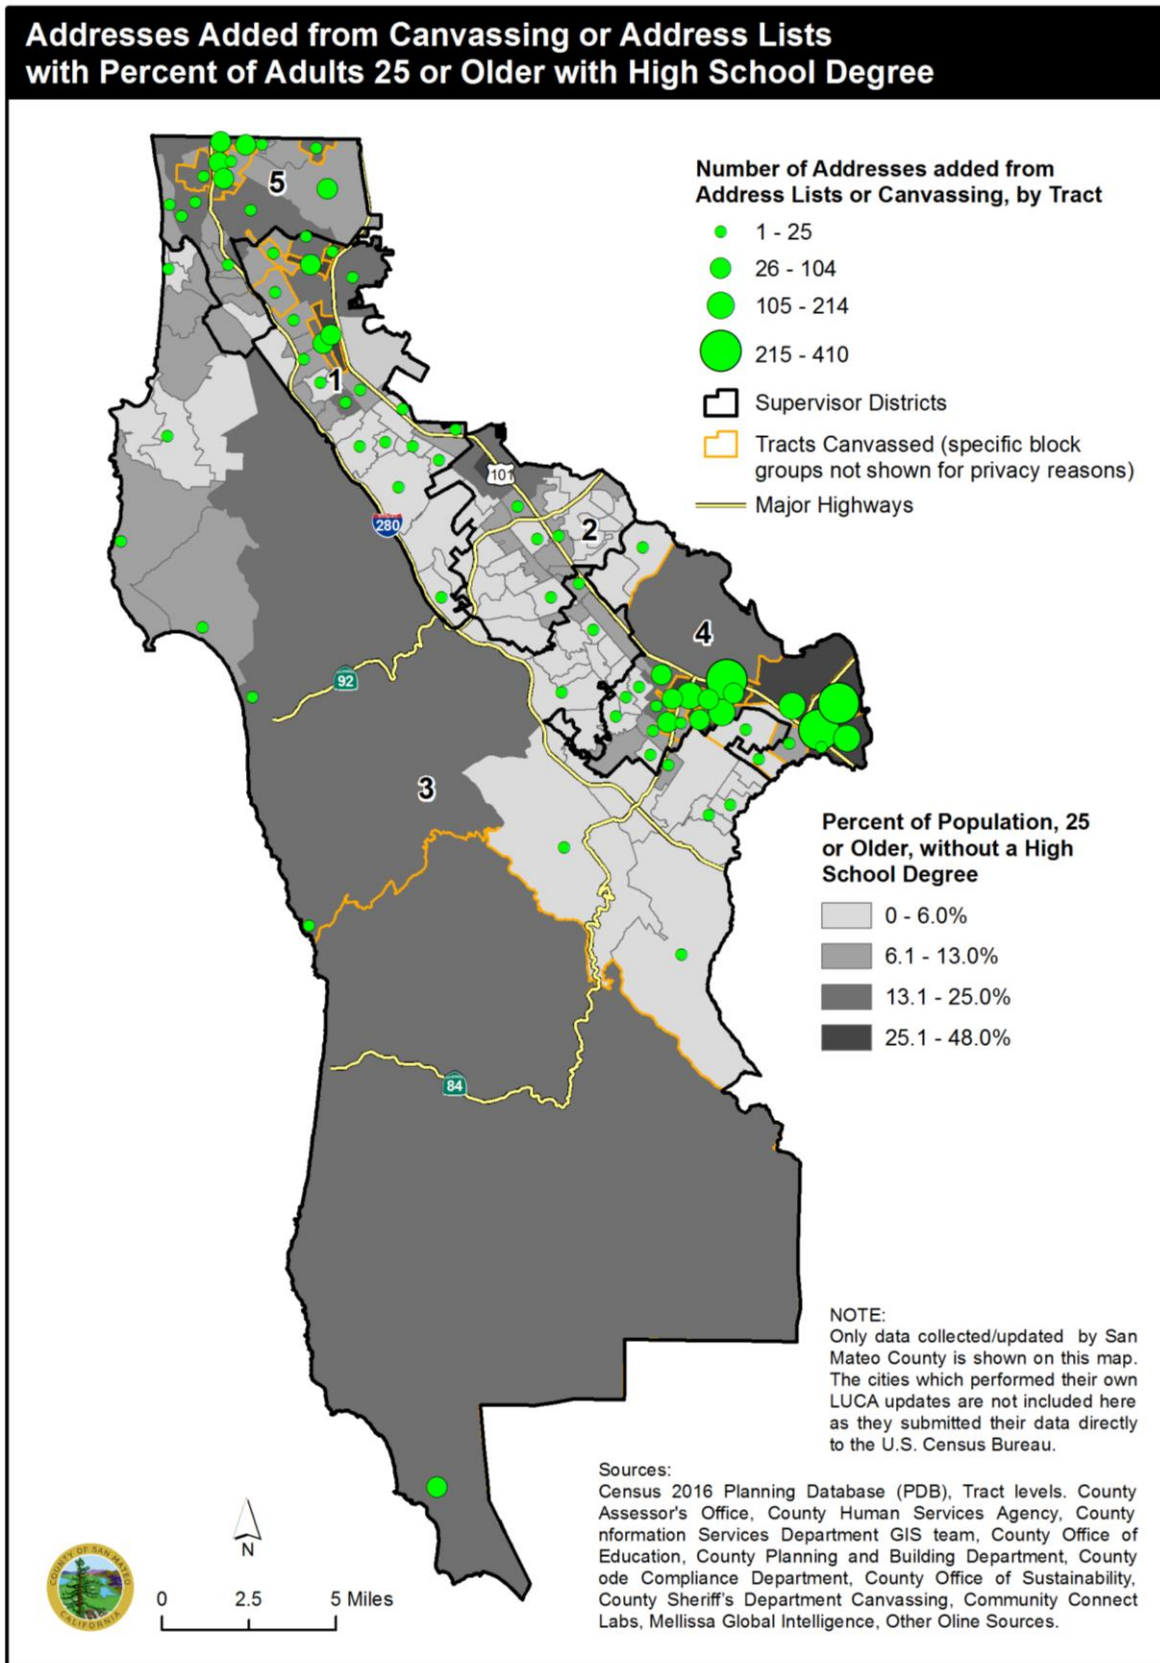 Addresses Added from Canvassing or Address Lists
with Percent of Adults 25 or Older with High School Degree
Number of Addresses added from
Address Lists or Canvassing, by Tract
1 - 25
26 - 104
105 - 214
215 - 410
Supervisor Districts
Tracts Canvassed (specific block
groups not shown for privacy reasons)
Major Highways
5
1
101
280
2
4
92
3
84
Percent of Population, 25
or Older, without a High
School Degree
0 - 6.0%
6.1 - 13.0%
13.1 - 25.0%
25.1 - 48.0%
NOTE:
Only data collected/updated by San
Mateo County is shown on this map.
The cities which performed their own
LUCA updates are not included here
as they submitted their data directly
to the U.S. Census Bureau.
Sources:
Census 2016 Planning Database (PDB), Tract levels. County
Assessor's Office, County Human Services Agency, County
nformation Services Department GIS team, County Office of
Education, County Planning and Building Department, County
ode Compliance Department, County Office of Sustainability,
County Sheriff's Department Canvassing, Community Connect
Labs, Mellissa Global Intelligence, Other Oline Sources.
N
0 2.5 5 Miles
COUNTY OF SAN MATEO
CALIFORNIA